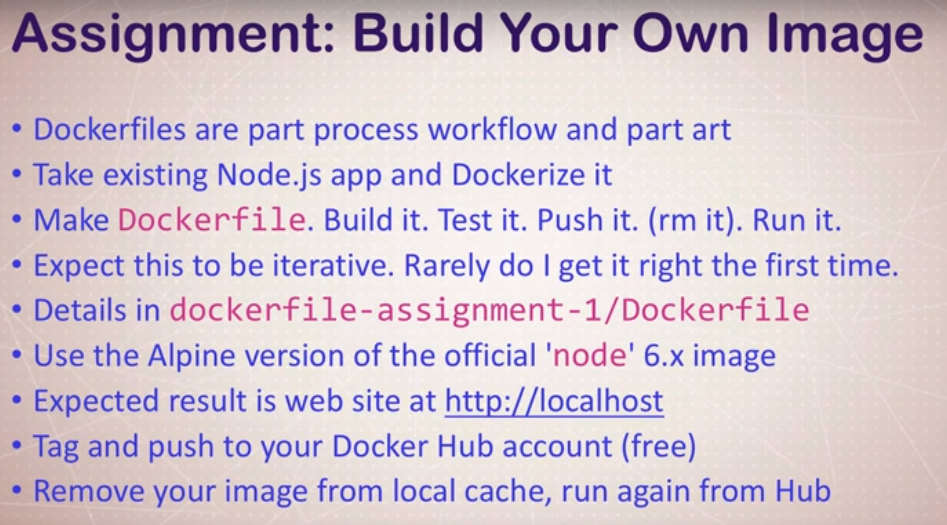 Assignment: Build Your Own Image
• Dockerfiles are part process workflow and part art
• Take existing Node.js app and Dockerize it
• Make Dockerfile. Build it. Test it. Push it. (rm it). Run it.
• Expect this to be iterative. Rarely do I get it right the first time.
• Details in dockerfile-assignment-1/Dockerfile
• Use the Alpine version of the official 'node' 6.x image
• Expected result is web site at http://localhost
• Tag and push to your Docker Hub account (free)
• Remove your image from local cache, run again from Hub